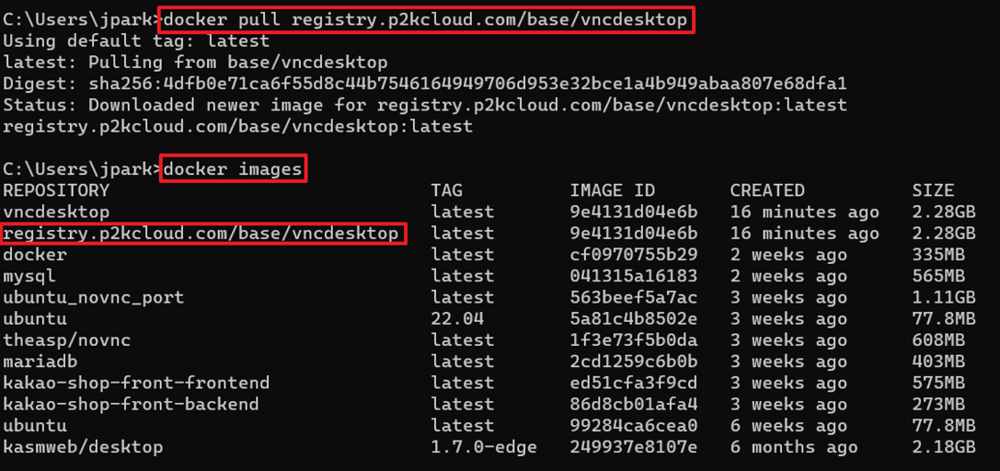 C:\Users\jpark>docker pull registry.p2kcloud.com/base/vncdesktop
Using default tag: latest
latest: Pulling from base/vncdesktop
Digest: sha256:4dfb0e71ca6f55d8c44b7546164949706d953e32bce1a4b949abaa807e68dfa1
Status: Downloaded newer image for registry.p2kcloud.com/base/vncdesktop:latest
registry.p2kcloud.com/base/vncdesktop:latest
C:\Users\jpark>docker images
REPOSITORY TAG IMAGE ID CREATED SIZE
vncdesktop latest 9e4131d04e6b 16 minutes ago 2.28GB
registry.p2kcloud.com/base/vncdesktop latest 9e4131d04e6b 16 minutes ago 2.28GB
docker latest cf0970755b29 2 weeks ago 335MB
mysql latest 041315a16183 2 weeks ago 565MB
ubuntu_novnc_port latest 563beef5a7ac 3 weeks ago 1.11GB
ubuntu 22.04 5a81c4b8502e 3 weeks ago 77.8MB
theasp/novnc latest 1f3e73f5b0da 3 weeks ago 608MB
mariadb latest 2cd1259c6b0b 3 weeks ago 403MB
kakao-shop-front-frontend latest ed51cfa3f9cd 3 weeks ago 575MB
kakao-shop-front-backend latest 86d8cb01afa4 3 weeks ago 273MB
ubuntu latest 99284ca6cea0 6 weeks ago 77.8MB
kasmweb/desktop 1.7.0-edge 249937e8107e 6 months ago 2.18GB